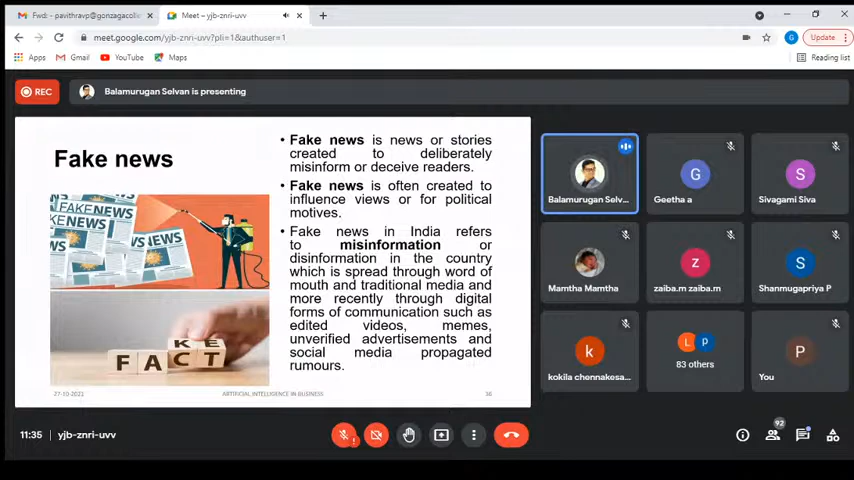 Fwd: - pavithravp@gonzagacoll
Meet – yjb-znri-uvv
meet.google.com/yjb-znri-uvv?pli=1&authuser=1
G
Update
Apps
Gmail
YouTube
Maps
Reading list
REC
Balamurugan Selvan is presenting
Fake news
FAKE NEWS
NEWS
NEWS
KE
FACT
• Fake news is news or stories
created to deliberately
misinform or deceive readers.
• Fake news is often created to
influence views or for political
motives.
• Fake news in India refers
to misinformation or
disinformation in the country
which is spread through word of
mouth and traditional media and
more recently through digital
forms of communication such as
edited videos, memes,
unverified advertisements and
social media propagated
rumours.
27-10-2021
ARTIFICIAL INTELLIGENCE IN BUSINESS
36
Balamurugan Selv...
G
Geetha a
S
Sivagami Siva
Mamtha Mamtha
z
zaiba.m zaiba.m
S
Shanmugapriya P
k
kokila chennakesa...
L
P
83 others
P
You
11:35
yjb-znri-uvv
92